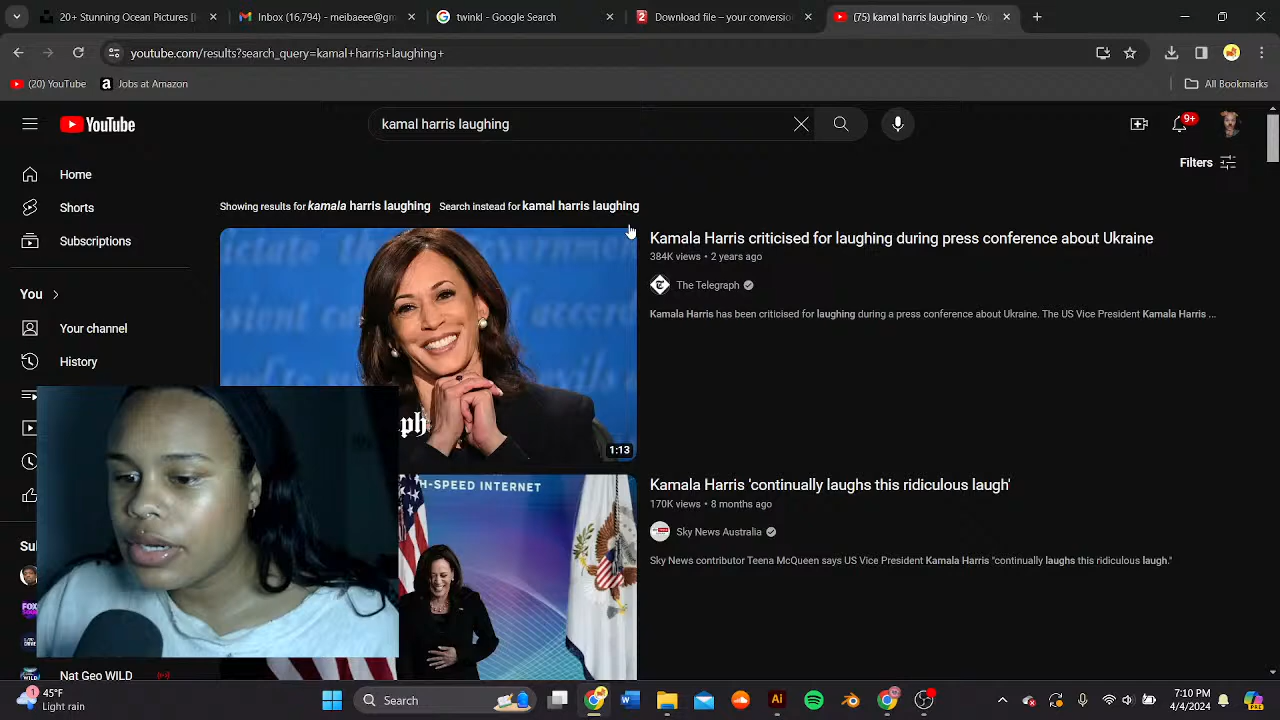 20+ Stunning Pictures [
Inbox (16,794) - meibaeee@gm
twinkl - Google Search
Download file – your conversio
(75) kamal harris laughing - You
youtube.com/results?search_query=kamal+harris+laughing+
(20) YouTube
Jobs at Amazon
All Bookmarks
YouTube
kamal harris laughing
9+
Filters
Home
Shorts
Subscriptions
You
Your channel
History
Showing results for kamala harris laughing Search instead for kamal harris laughing
1:13
Kamala Harris criticised for laughing during press conference about Ukraine
384K views • 2 years ago
The Telegraph
Kamala Harris has been criticised for laughing during a press conference about Ukraine. The US Vice President Kamala Harris ...
H-SPEED INTERNET
Kamala Harris 'continually laughs this ridiculous laugh'
170K views • 8 months ago
Sky News Australia
Sky News contributor Teena McQueen says US Vice President Kamala Harris "continually laughs this ridiculous laugh."
Su
FOX
Nat Geo WILD
1
45°F
Light rain
Search
7:10 PM
4/4/2024